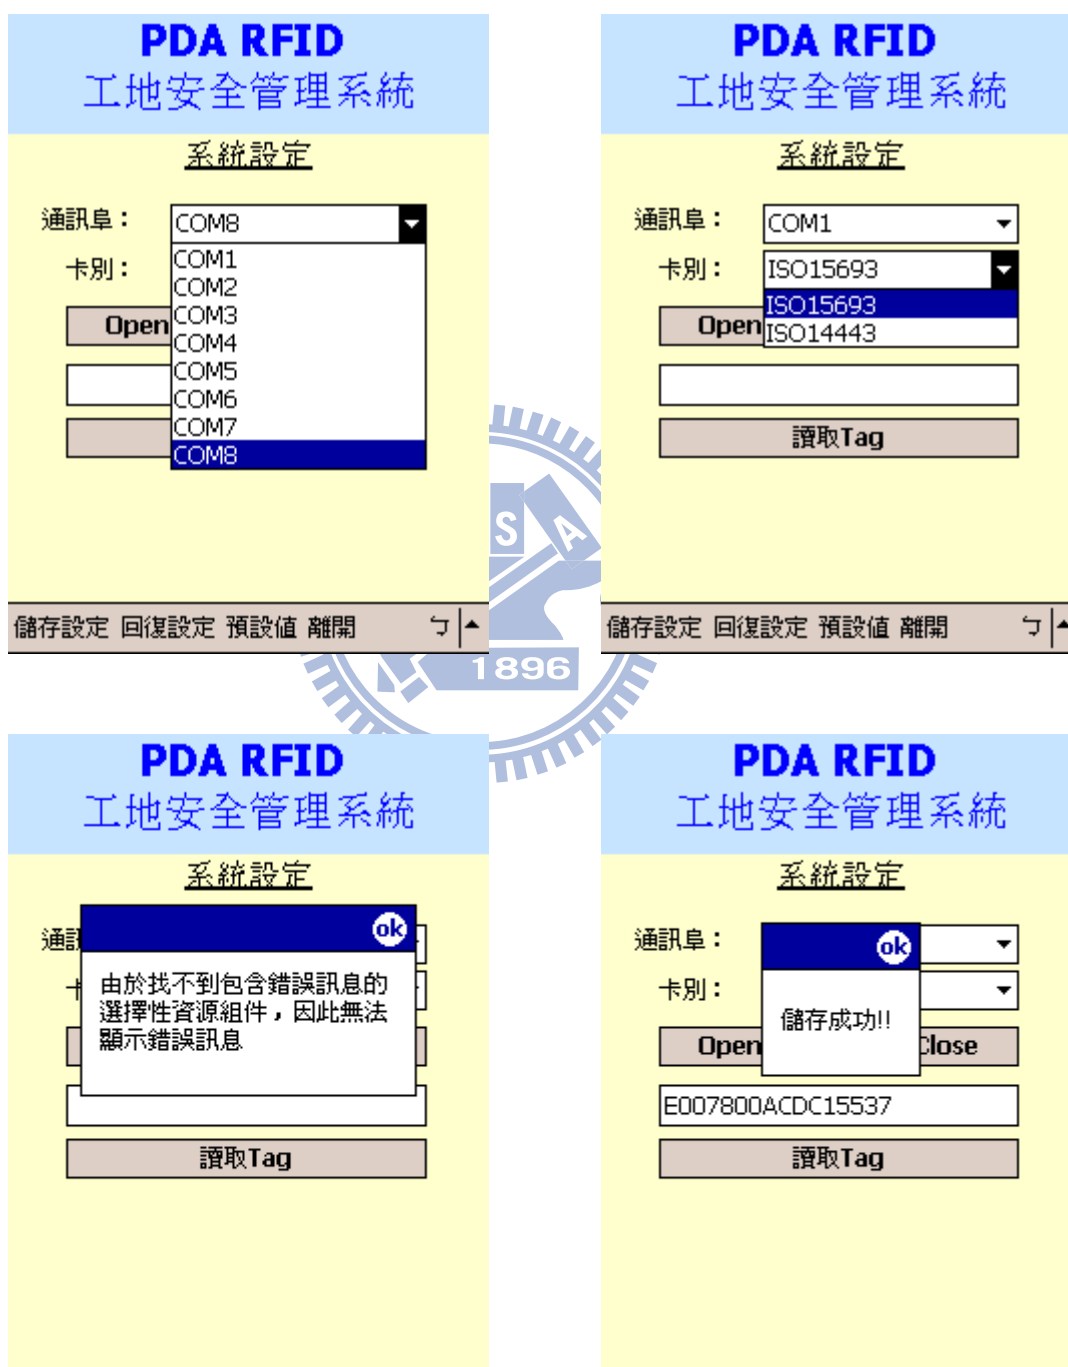 PDA RFID
工地安全管理系統
系統設定
通訊阜：
COM8
COM1
COM2
COM3
COM4
COM5
COM6
COM7
COM8
卡別：
Open
儲存設定 回復設定 預設值 離開 ㄅ
PDA RFID
工地安全管理系統
系統設定
通訊阜：
COM1
卡別：
ISO15693
ISO15693
ISO14443
Open
讀取Tag
儲存設定 回復設定 預設值 離開 ㄅ
S
A
1896
PDA RFID
工地安全管理系統
系統設定
通訊
ok
由於找不到包含錯誤訊息的
選擇性資源組件，因此無法
顯示錯誤訊息
讀取Tag
PDA RFID
工地安全管理系統
系統設定
通訊阜：
卡別：
ok
儲存成功!!
Open
Close
E007800ACDC15537
讀取Tag